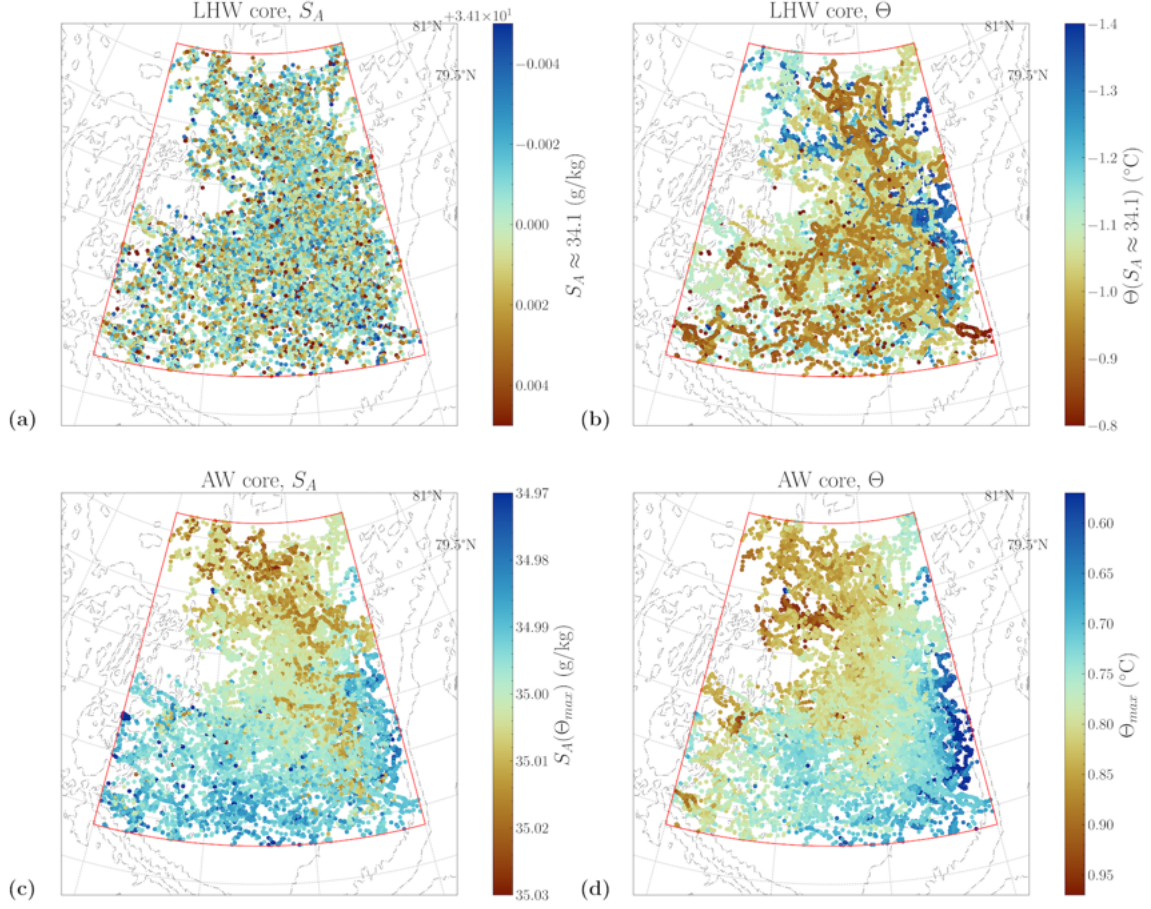 LHW core, S_A
+3.41×10¹
81°N
79.5°N
−0.004
−0.002
0.000
0.002
0.004
S_A ≈ 34.1 (g/kg)
(a)
LHW core, Θ
81°N
79.5°N
−1.4
−1.3
−1.2
−1.1
−1.0
−0.9
−0.8
Θ(S_A ≈ 34.1) (°C)
(b)
AW core, S_A
81°N
79.5°N
34.97
34.98
34.99
35.00
35.01
35.02
35.03
S_A(Θ_max) (g/kg)
(c)
AW core, Θ
81°N
79.5°N
0.60
0.65
0.70
0.75
0.80
0.85
0.90
0.95
Θ_max (°C)
(d)